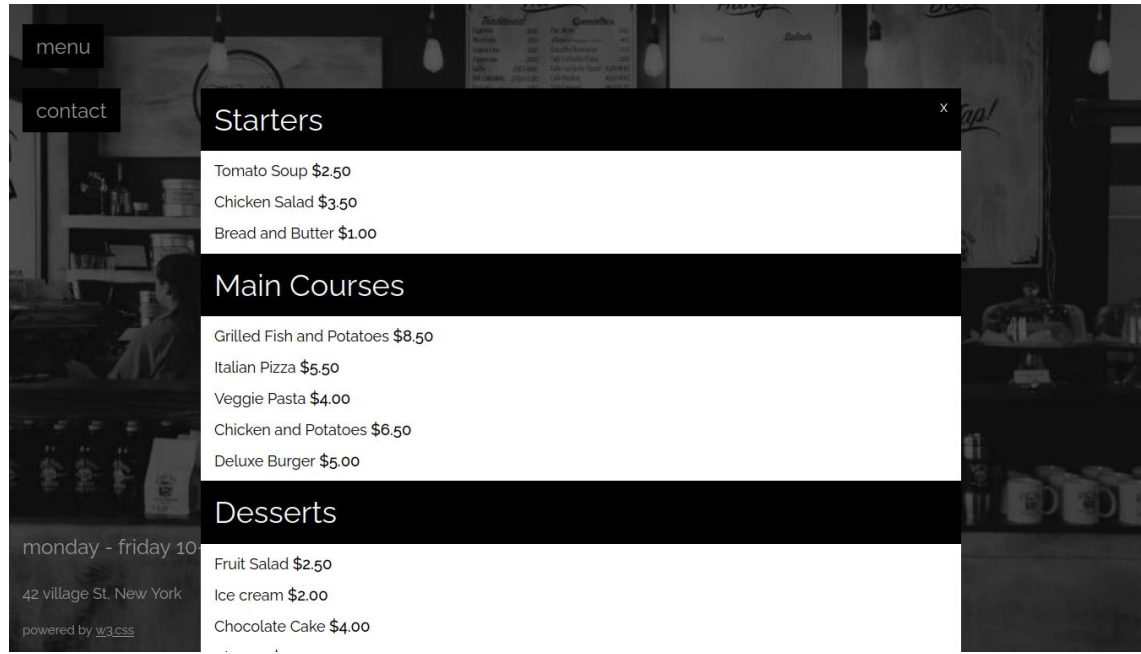 menu
contact
Starters
x
Tomato Soup $2.50
Chicken Salad $3.50
Bread and Butter $1.00
Main Courses
Grilled Fish and Potatoes $8.50
Italian Pizza $5.50
Veggie Pasta $4.00
Chicken and Potatoes $6.50
Deluxe Burger $5.00
Desserts
Fruit Salad $2.50
Ice cream $2.00
Chocolate Cake $4.00
monday - friday 10-
42 village St, New York
powered by w3.css
Traditional
Specialties
Salads